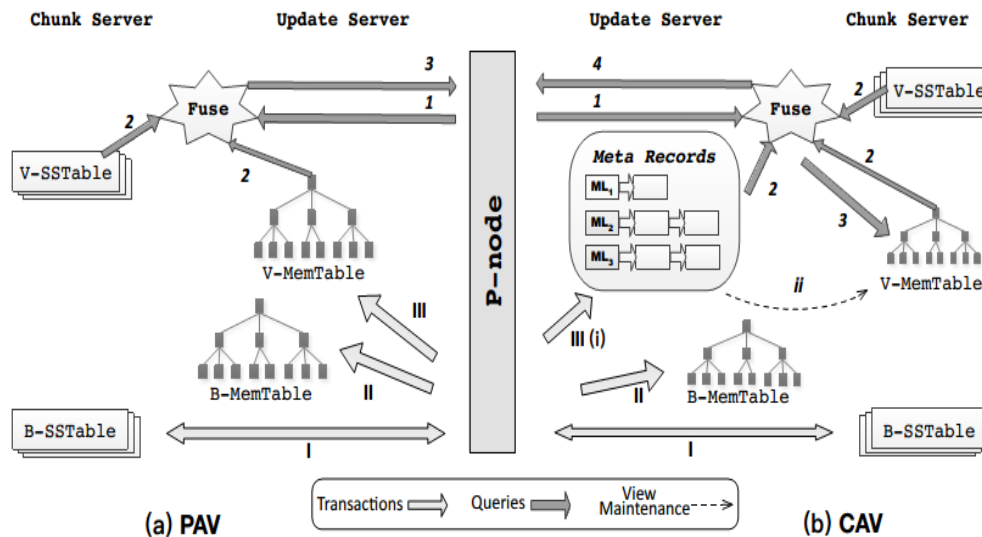 Chunk Server Update Server Update Server Chunk Server
3
4
Fuse
1
1
Fuse
2
V-SSTable
2
V-SSTable
2
Meta Records
2
2
ML1
3
ML2
V-MemTable
ML3
V-MemTable
P-node
ii
III
III (i)
B-MemTable
II
II
B-MemTable
B-SSTable
I
I
B-SSTable
Transactions Queries View Maintenance
(a) PAV
(b) CAV